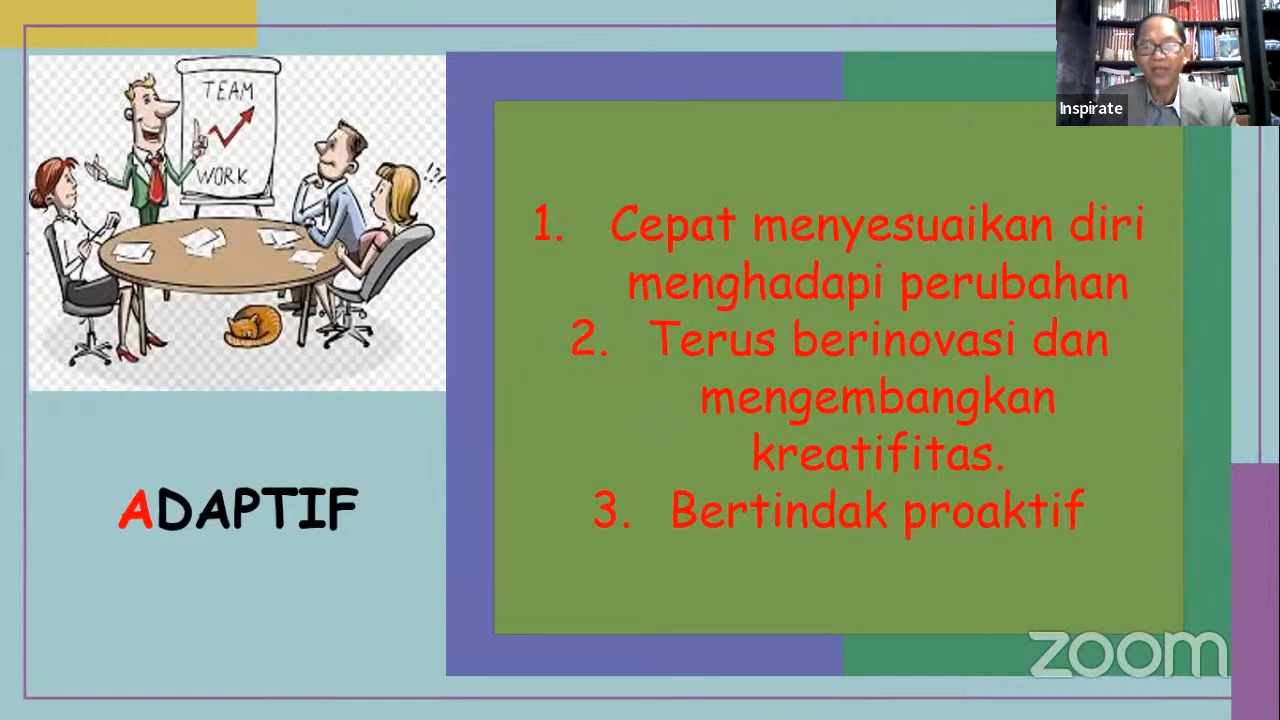 Inspirate
TEAM
WORK
!?
1. Cepat menyesuaikan diri
menghadapi perubahan
2. Terus berinovasi dan
mengembangkan
kreatifitas.
3. Bertindak proaktif
ADAPTIF
zoom